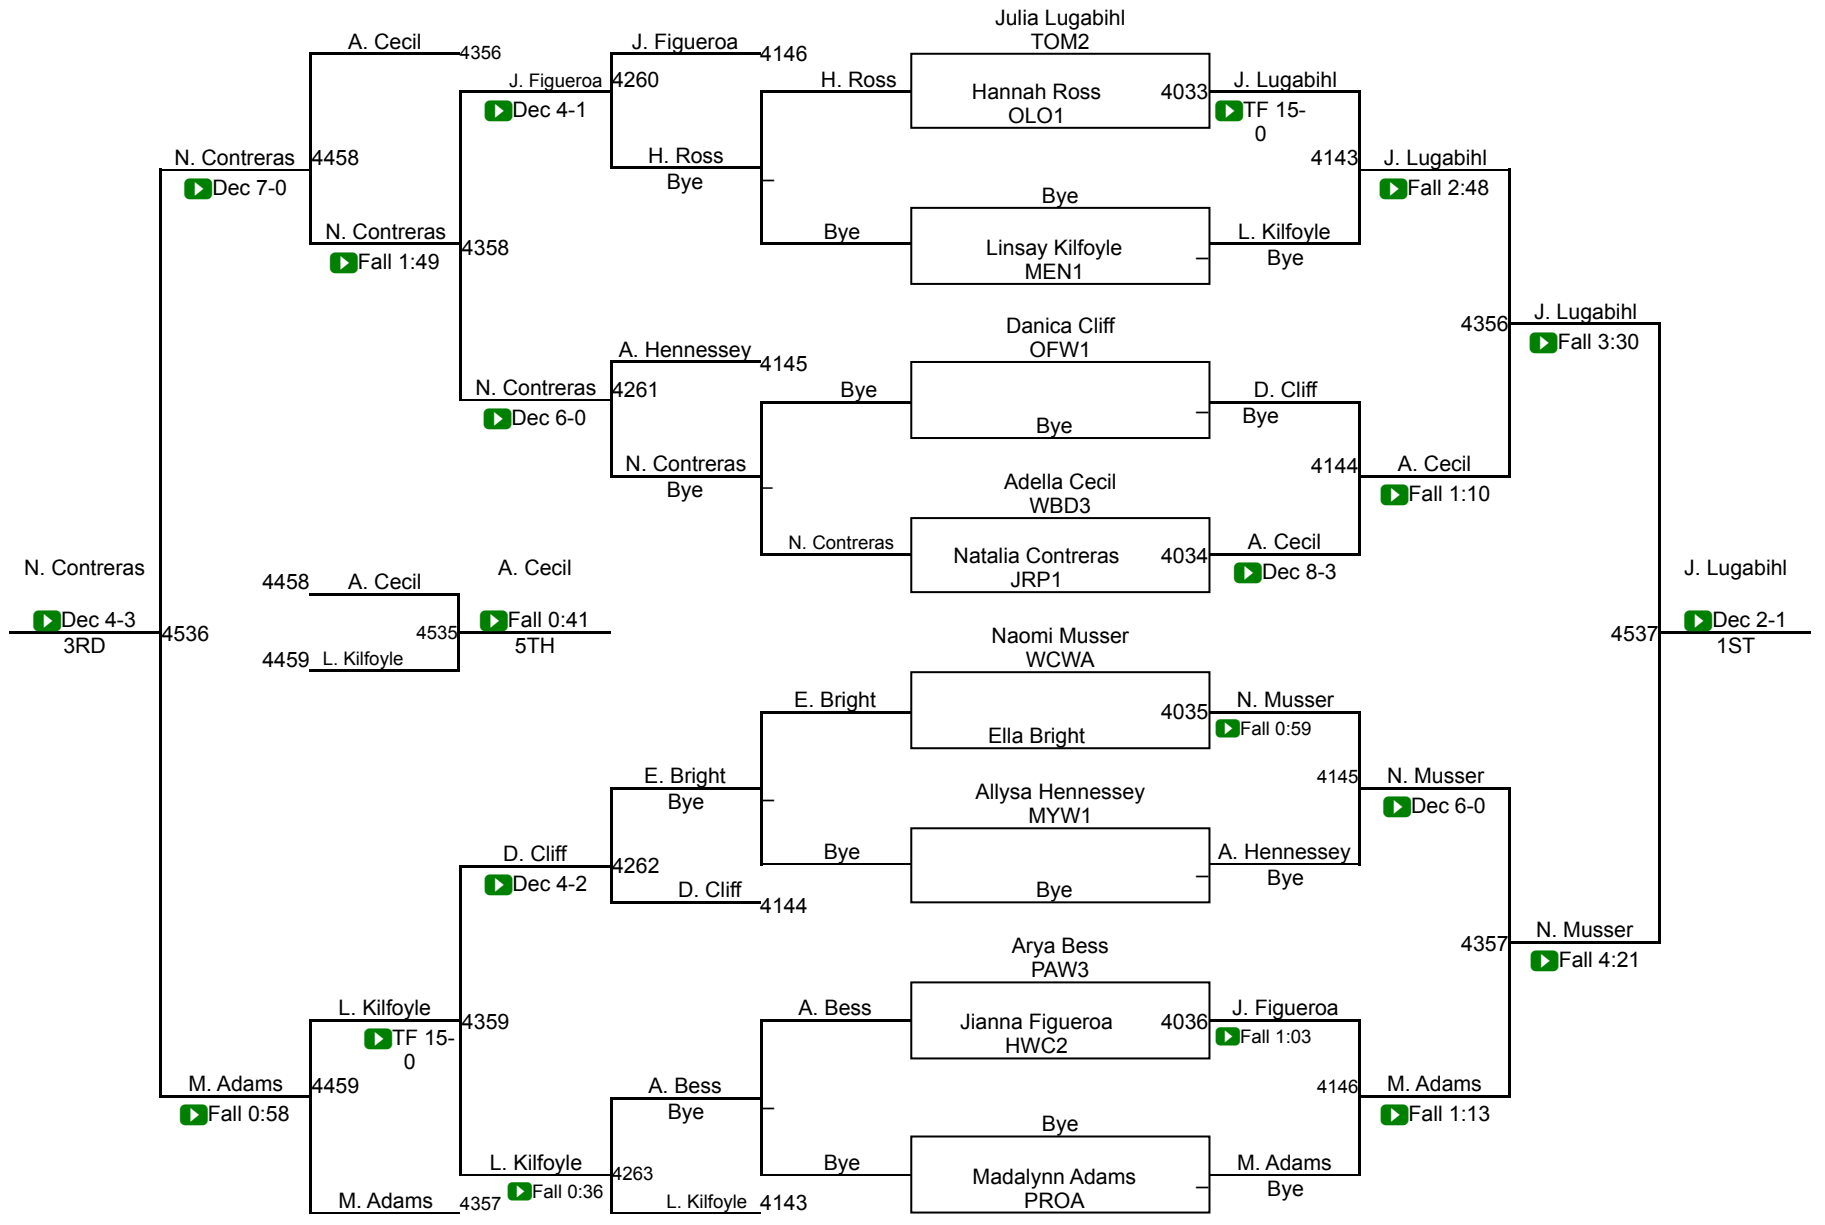 Julia Lugabihl
A. Cecil
J. Figueroa
TOM2
4356
4146
J. Figueroa
4260
H. Ross
J. Lugabihl
Hannah Ross
4033
Dec 4-1
TF 15-
0
OLO1
H. Ross
N. Contreras
4458
4143
J. Lugabihl
Bye
Dec 7-0
Fall 2:48
Bye
N. Contreras
Bye
L. Kilfoyle
4358
Linsay Kilfoyle
Fall 1:49
Bye
MEN1
J. Lugabihl
Danica Cliff
4356
A. Hennessey
OFW1
Fall 3:30
4145
N. Contreras
4261
Bye
D. Cliff
Dec 6-0
Bye
Bye
N. Contreras
4144
A. Cecil
Bye
Adella Cecil
Fall 1:10
WBD3
N. Contreras
A. Cecil
Natalia Contreras
4034
N. Contreras
A. Cecil
J. Lugabihl
4458
A. Cecil
JRP1
Dec 8-3
Dec 4-3
Fall 0:41
Dec 2-1
4536
4535
4537
3RD
5TH
Naomi Musser
1ST
4459
L. Kilfoyle
WCWA
E. Bright
N. Musser
4035
Ella Bright
Fall 0:59
E. Bright
4145
N. Musser
Bye
Allysa Hennessey
Dec 6-0
MYW1
D. Cliff
Bye
A. Hennessey
4262
Dec 4-2
Bye
Bye
D. Cliff
4144
N. Musser
Arya Bess
4357
PAW3
Fall 4:21
L. Kilfoyle
A. Bess
J. Figueroa
4359
Jianna Figueroa
4036
TF 15-
0
HWC2
Fall 1:03
M. Adams
4459
A. Bess
4146
M. Adams
Fall 0:58
Bye
Fall 1:13
Bye
L. Kilfoyle
4263
Bye
M. Adams
Madalynn Adams
Fall 0:36
Bye
M. Adams
4357
L. Kilfoyle
4143
PROA